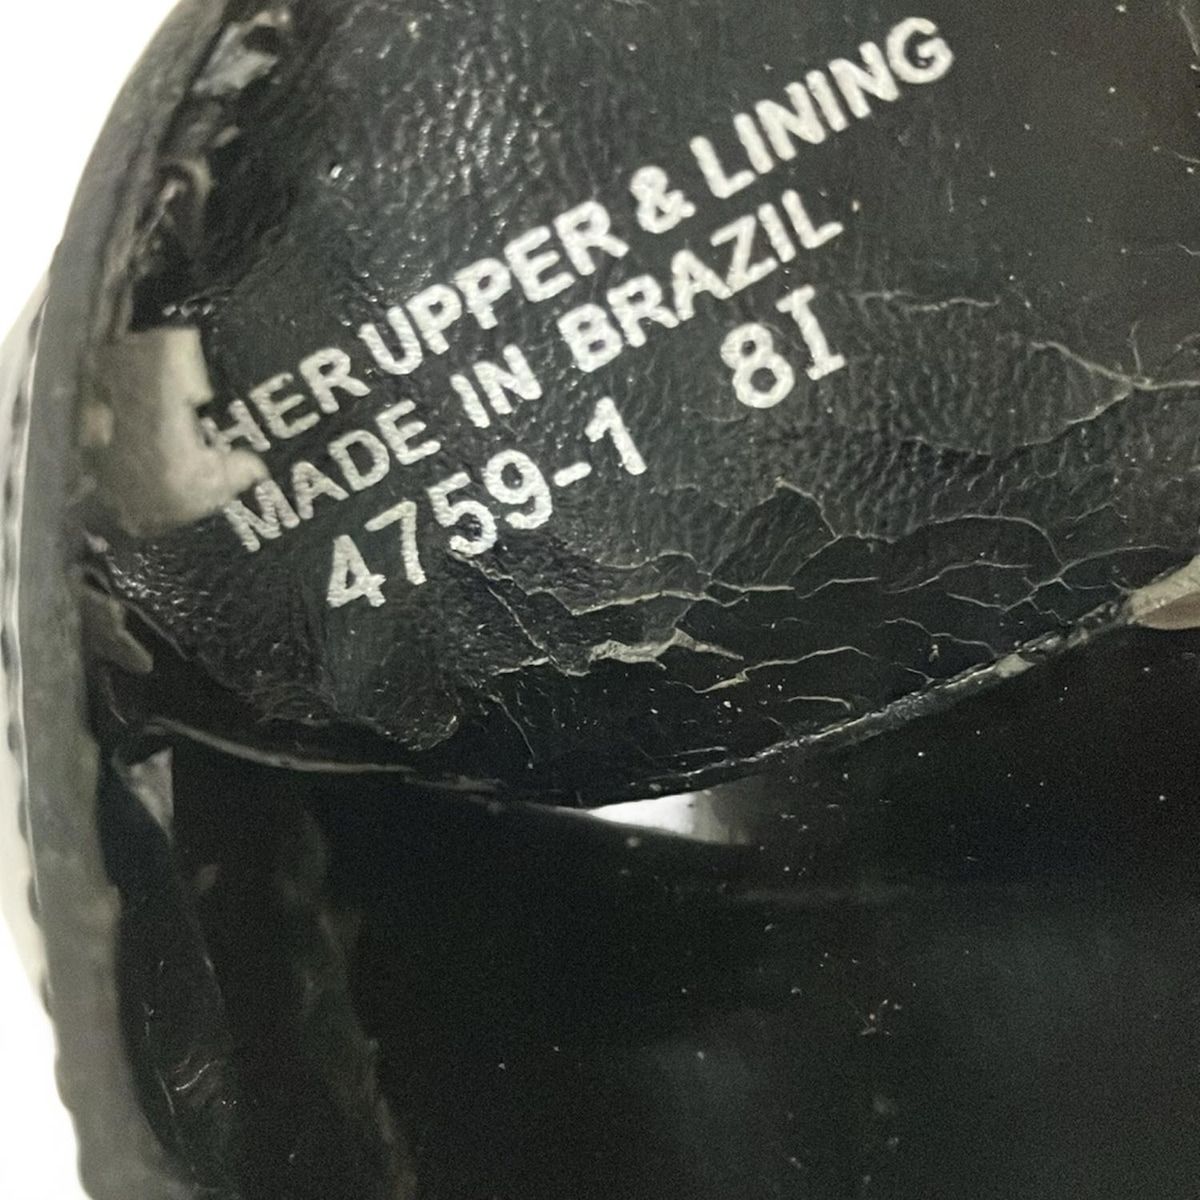 HER UPPER & LINING
MADE IN BRAZIL
4759-1 8I